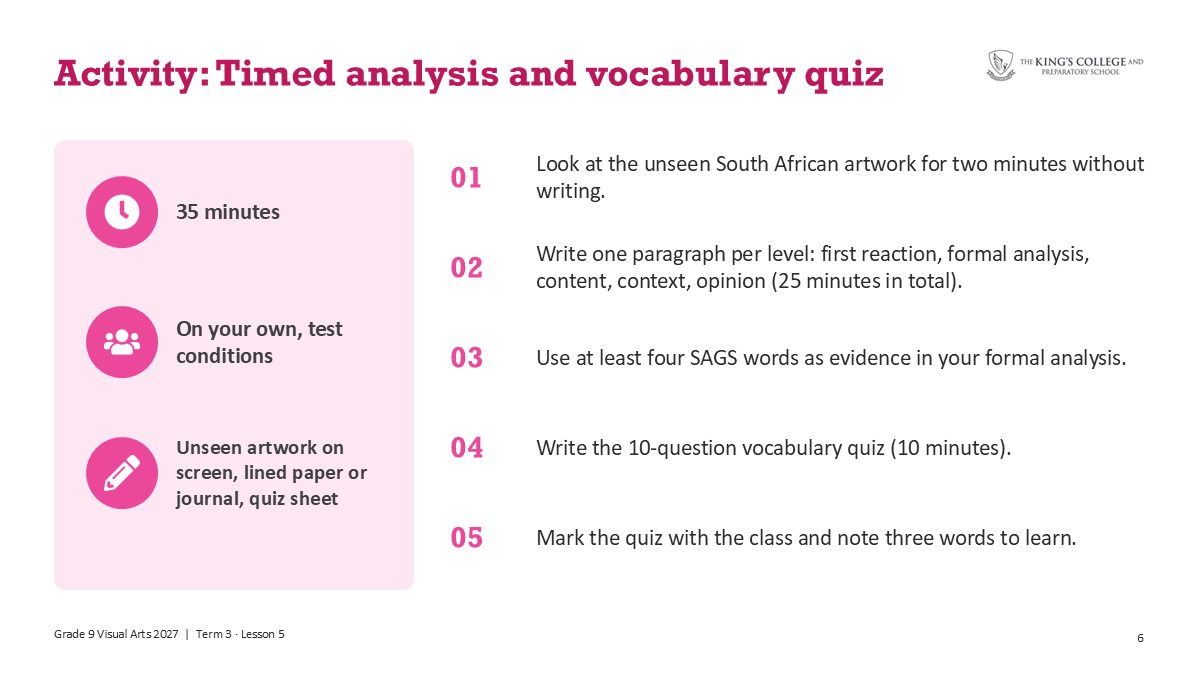 Activity: Timed analysis and vocabulary quiz
THE KING'S COLLEGE AND
PREPARATORY SCHOOL
35 minutes
On your own, test
conditions
Unseen artwork on
screen, lined paper or
journal, quiz sheet
01
Look at the unseen South African artwork for two minutes without
writing.
02
Write one paragraph per level: first reaction, formal analysis,
content, context, opinion (25 minutes in total).
03
Use at least four SAGS words as evidence in your formal analysis.
04
Write the 10-question vocabulary quiz (10 minutes).
05
Mark the quiz with the class and note three words to learn.
Grade 9 Visual Arts 2027 | Term 3 · Lesson 5
6